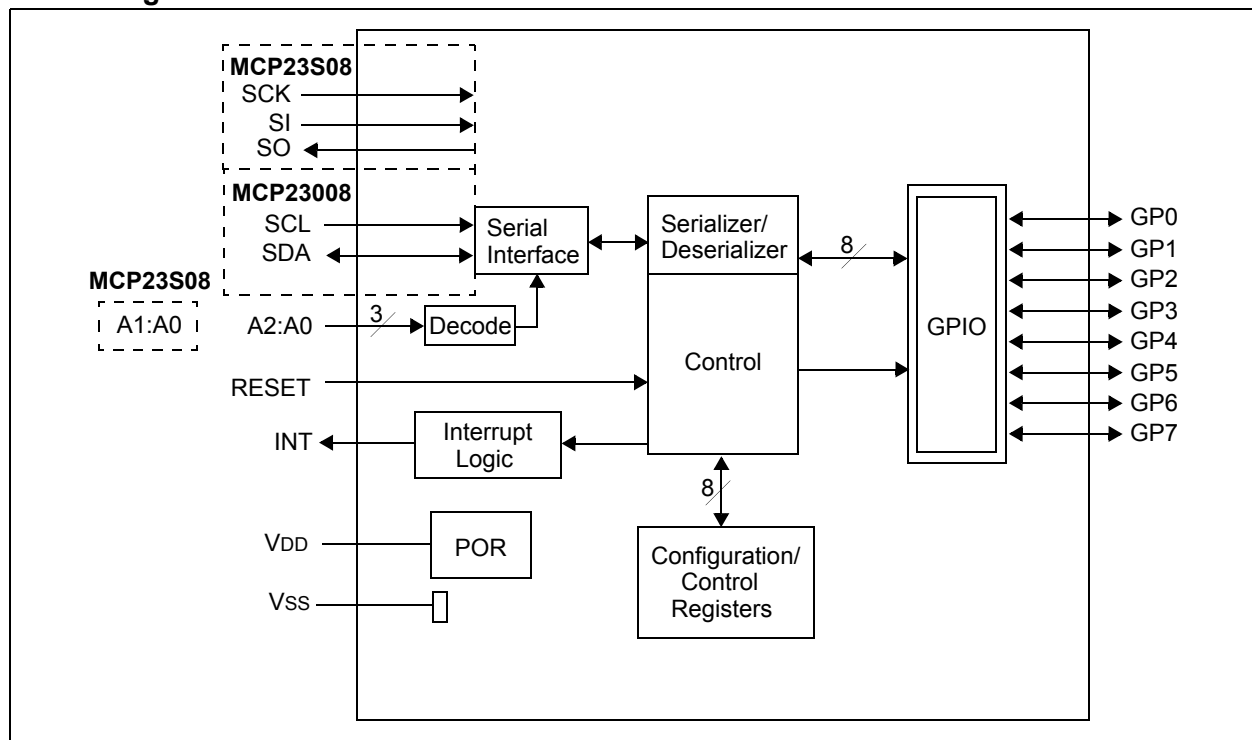 MCP23S08
SCK
SI
SO
MCP23008
SCL
SDA
Serial
Interface
Serializer/
Deserializer
8
MCP23S08
A1:A0
A2:A0
3
Decode
Control
GPIO
GP0
GP1
GP2
GP3
GP4
GP5
GP6
GP7
RESET
INT
Interrupt
Logic
8
VDD
POR
VSS
Configuration/
Control
Registers